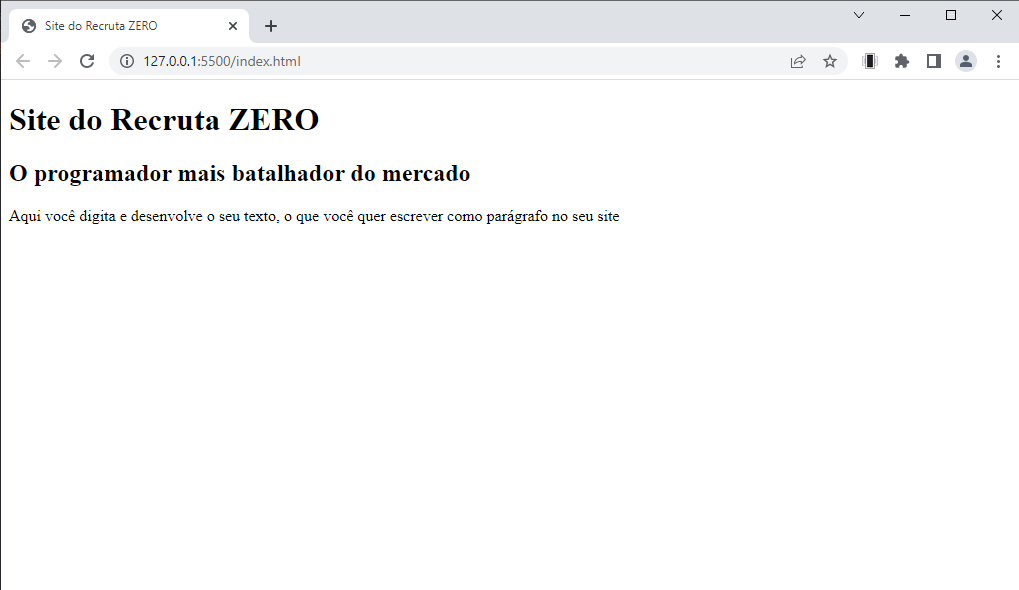 Site do Recruta ZERO
127.0.0.1:5500/index.html
Site do Recruta ZERO
O programador mais batalhador do mercado
Aqui você digita e desenvolve o seu texto, o que você quer escrever como parágrafo no seu site